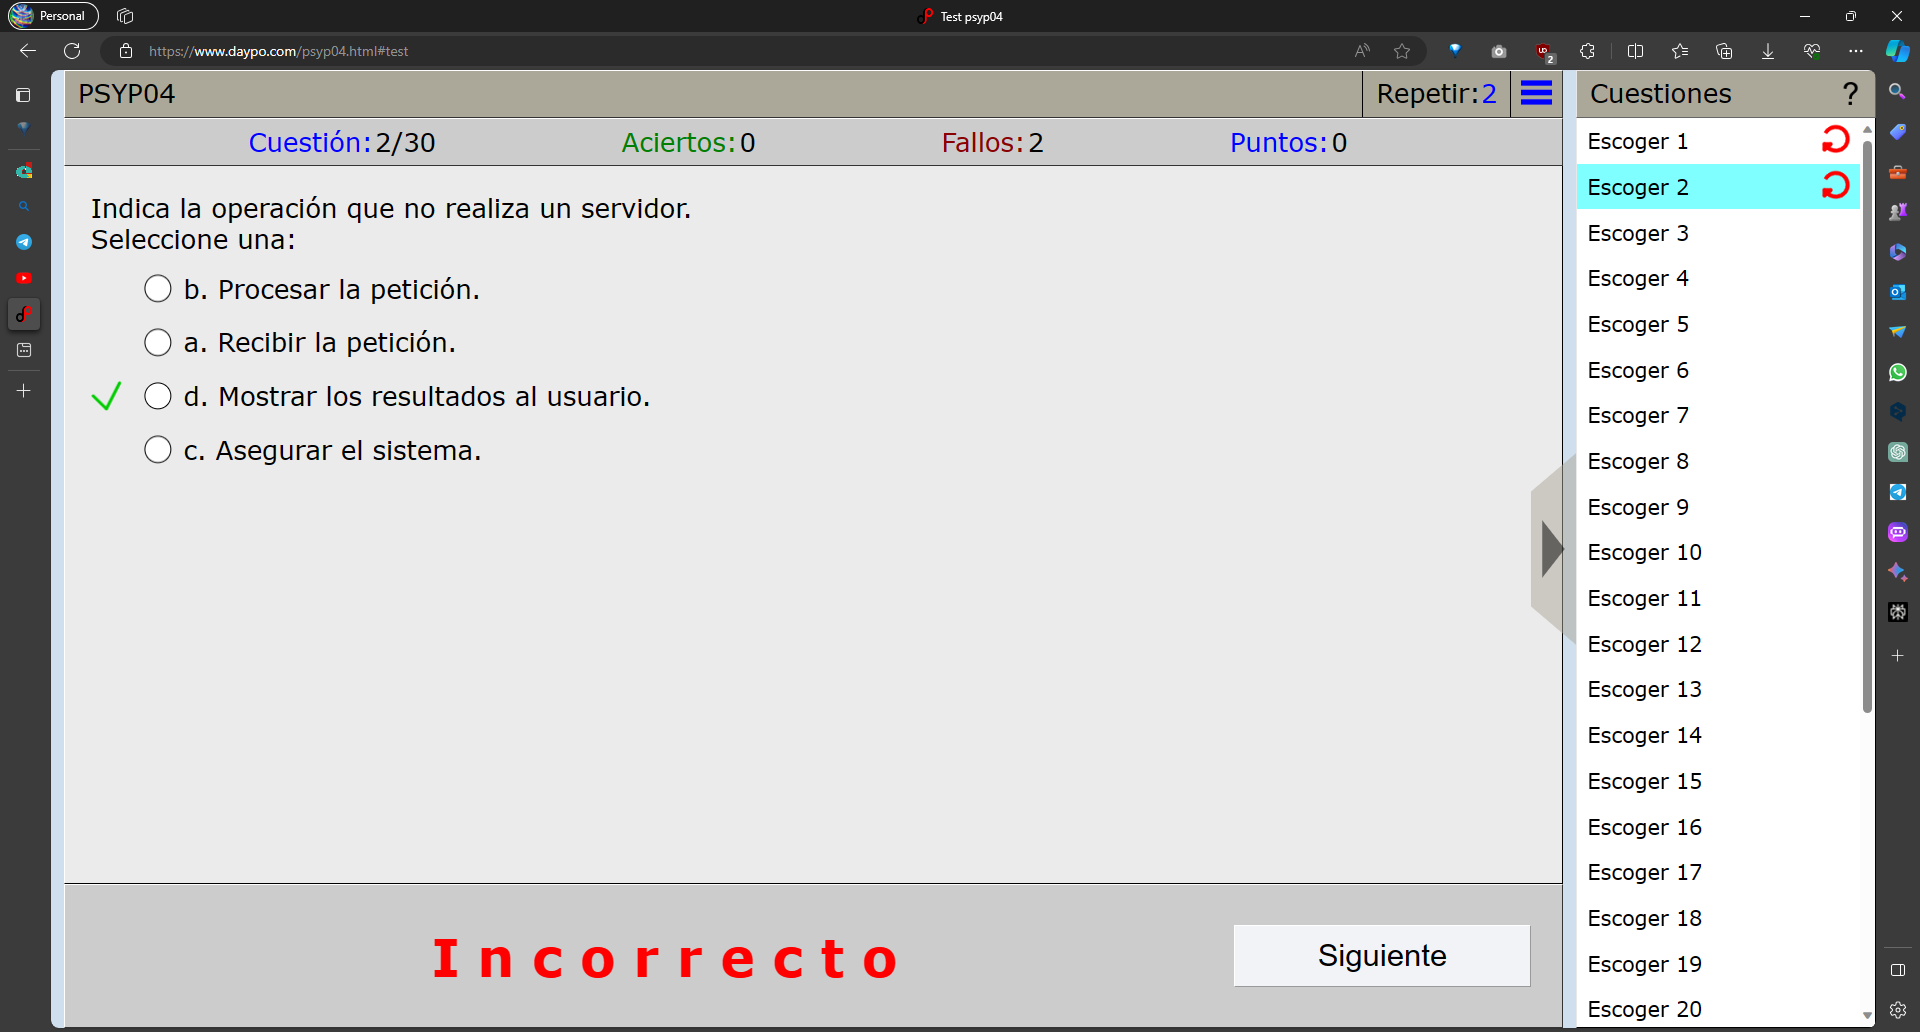 Personal
Test psyp04
https://www.daypo.com/psyp04.html#test
2
PSYP04
Repetir:2
Cuestión:2/30
Aciertos:0
Fallos:2
Puntos:0
Indica la operación que no realiza un servidor.
Seleccione una:
b. Procesar la petición.
a. Recibir la petición.
d. Mostrar los resultados al usuario.
c. Asegurar el sistema.
Incorrecto
Siguiente
Cuestiones
?
Escoger 1
Escoger 2
Escoger 3
Escoger 4
Escoger 5
Escoger 6
Escoger 7
Escoger 8
Escoger 9
Escoger 10
Escoger 11
Escoger 12
Escoger 13
Escoger 14
Escoger 15
Escoger 16
Escoger 17
Escoger 18
Escoger 19
Escoger 20